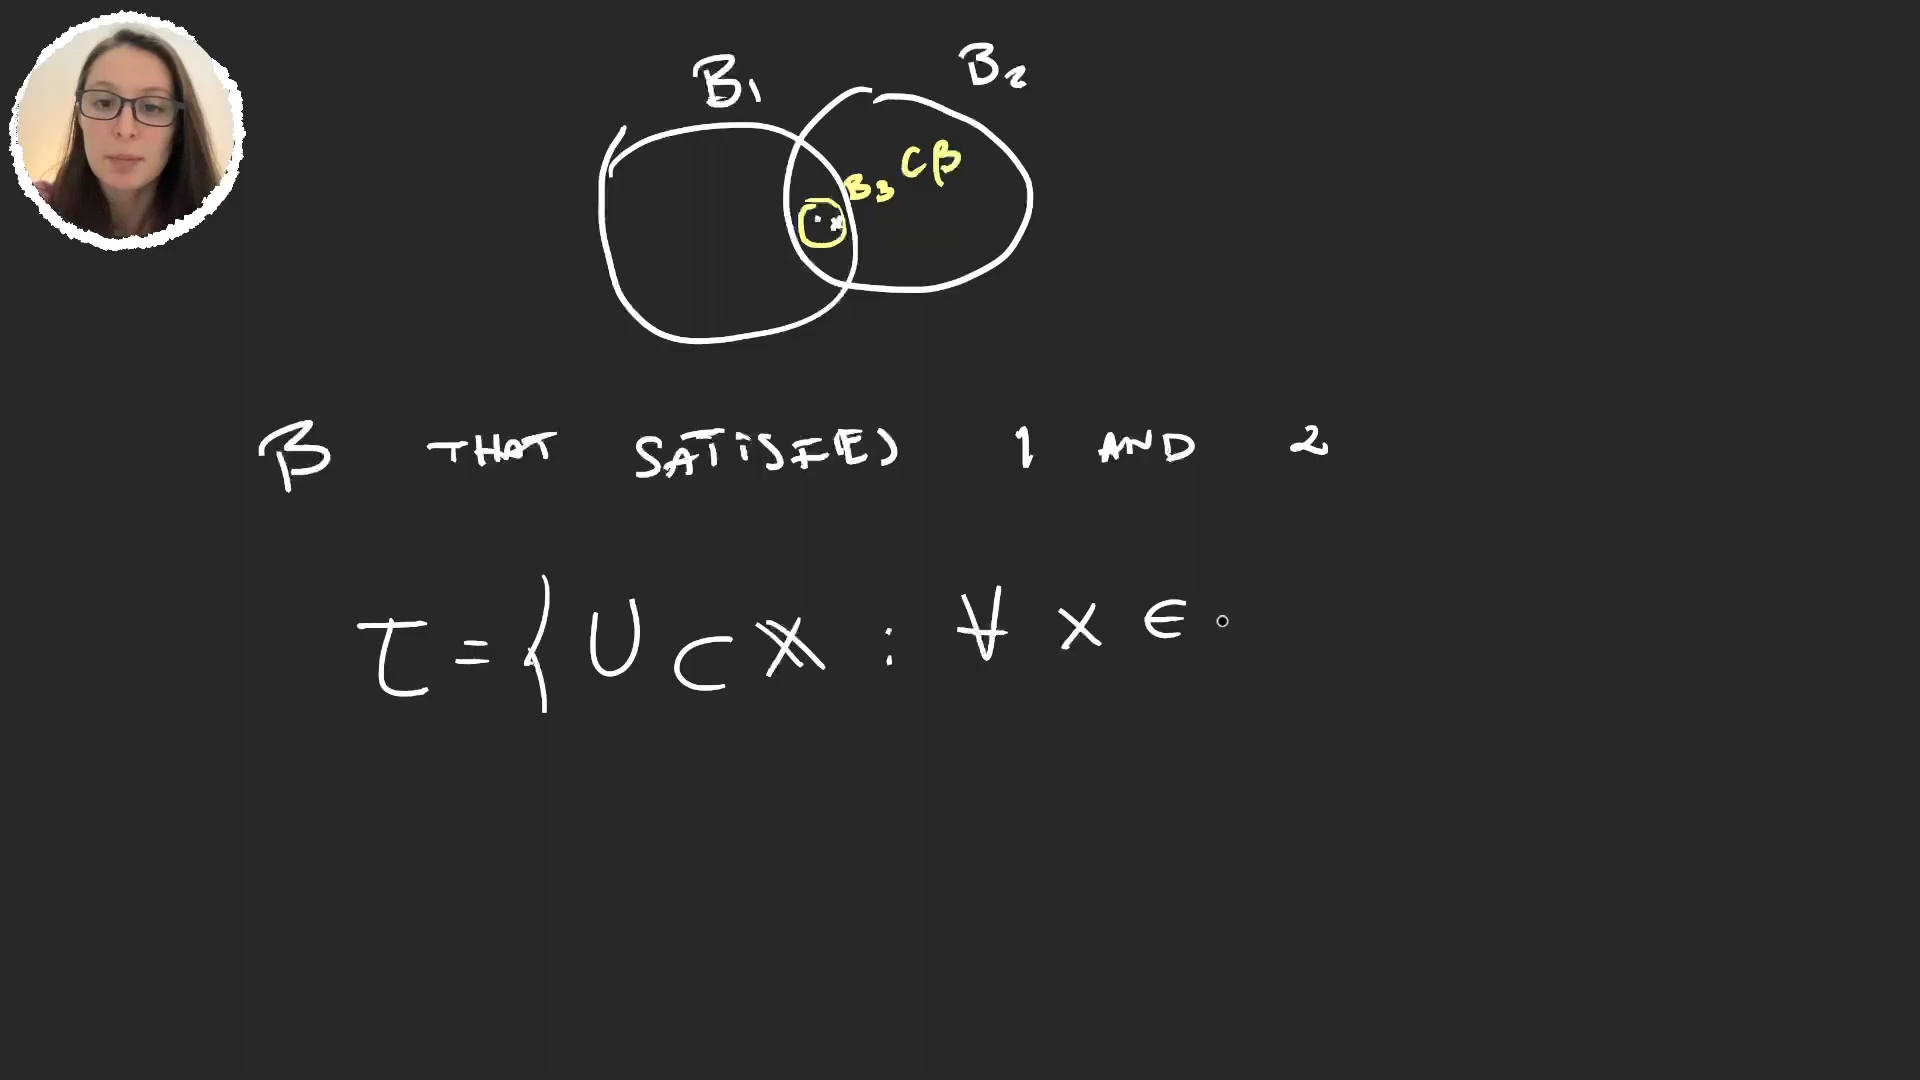 B₁ B₂
B₃ ⊂ β
x
β THAT SATISFIES 1 AND 2
τ = { U ⊂ X : ∀ x ∈